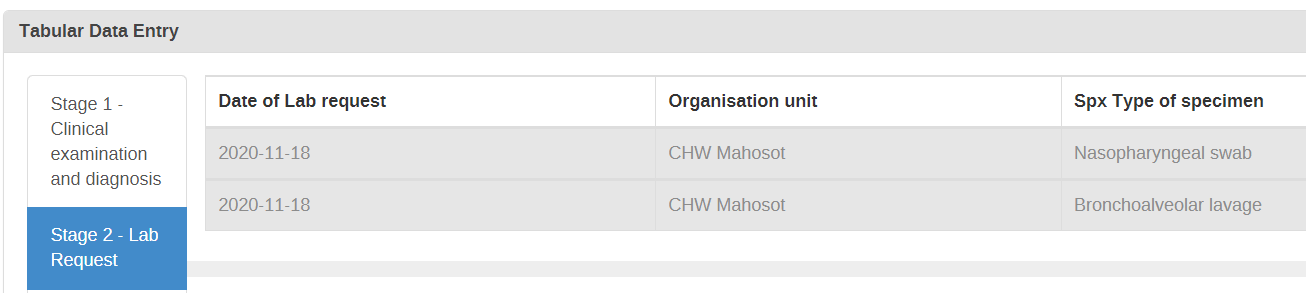 Tabular Data Entry
Stage 1 -
Clinical
examination
and diagnosis
Stage 2 - Lab
Request
Date of Lab request Organisation unit Spx Type of specimen
2020-11-18 CHW Mahosot Nasopharyngeal swab
2020-11-18 CHW Mahosot Bronchoalveolar lavage